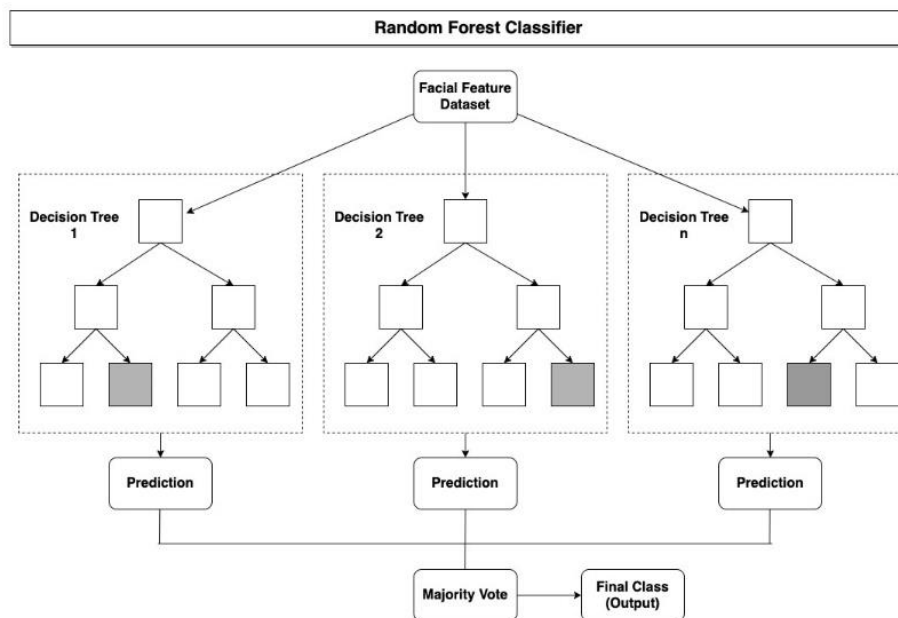 Random Forest Classifier
Facial Feature
Dataset
Decision Tree
1
Decision Tree
2
Decision Tree
n
Prediction
Prediction
Prediction
Majority Vote
Final Class
(Output)